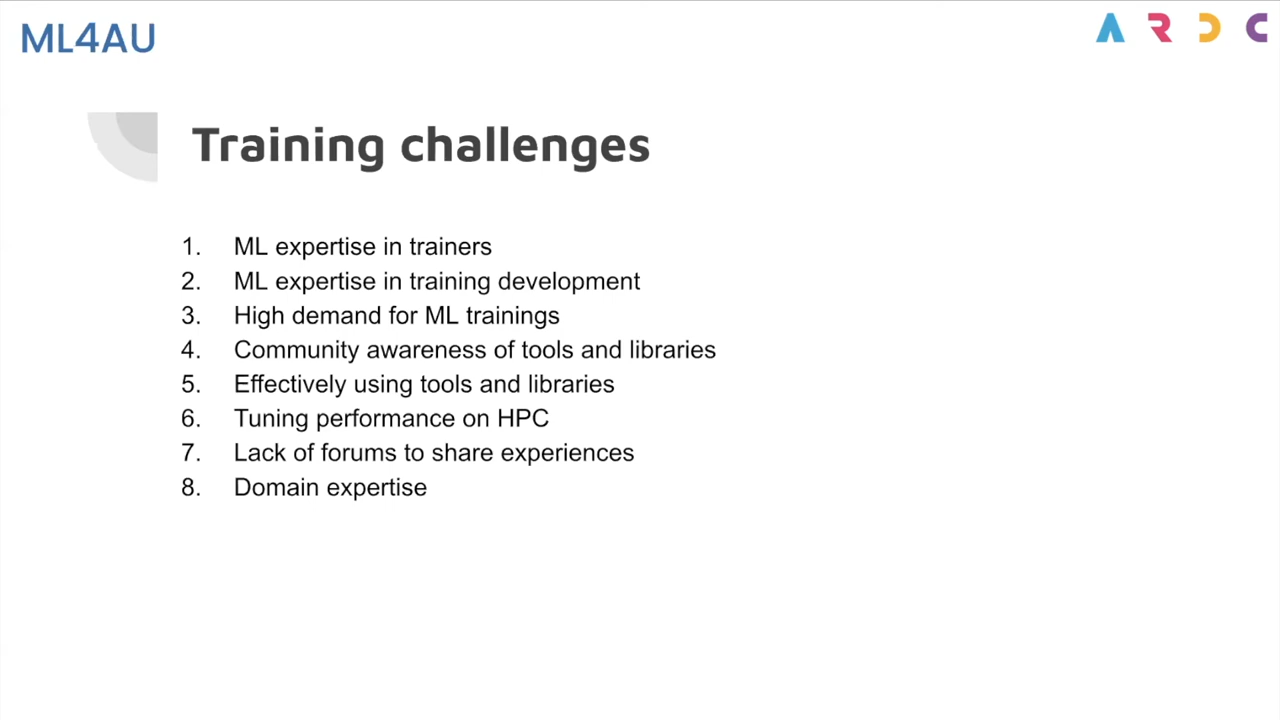 ML4AU
ARDC
Training challenges
1. ML expertise in trainers
2. ML expertise in training development
3. High demand for ML trainings
4. Community awareness of tools and libraries
5. Effectively using tools and libraries
6. Tuning performance on HPC
7. Lack of forums to share experiences
8. Domain expertise